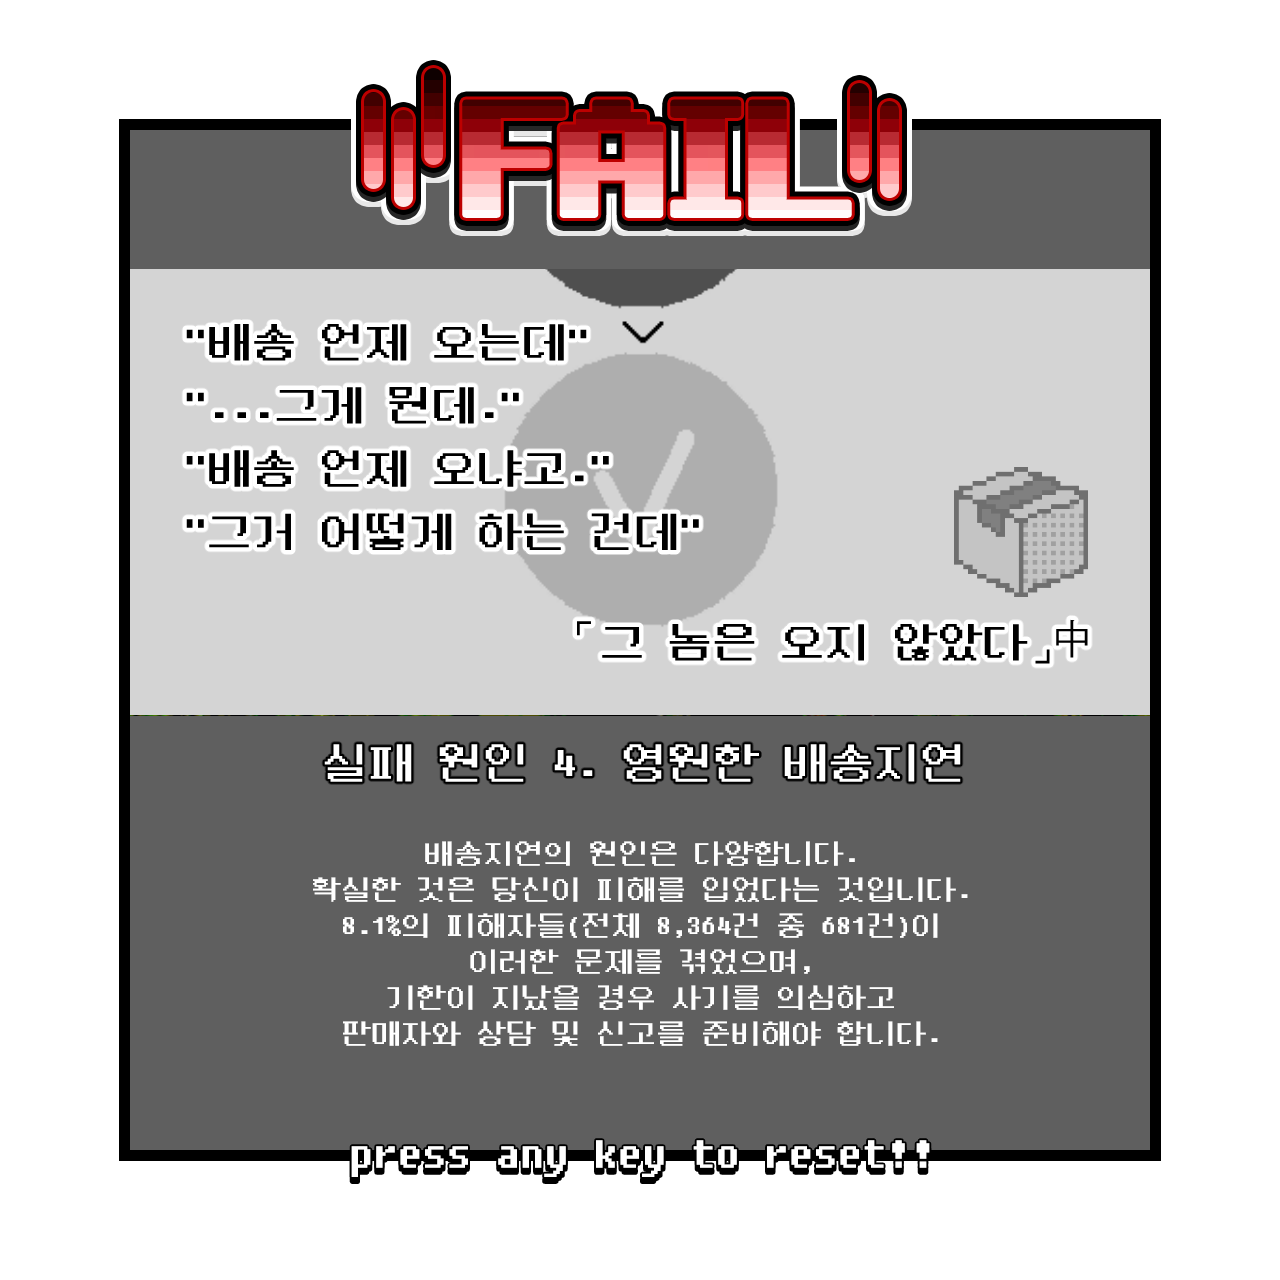 FAIL
"배송 언제 오는데"
"...그게 뭔데."
"배송 언제 오냐고."
"그거 어떻게 하는 건데"
「그 놈은 오지 않았다」中
실패 원인 4. 영원한 배송지연
배송지연의 원인은 다양합니다.
확실한 것은 당신이 피해를 입었다는 것입니다.
8.1%의 피해자들(전체 8,364건 중 681건)이
이러한 문제를 겪었으며,
기한이 지났을 경우 사기를 의심하고
판매자와 상담 및 신고를 준비해야 합니다.
press any key to reset!!